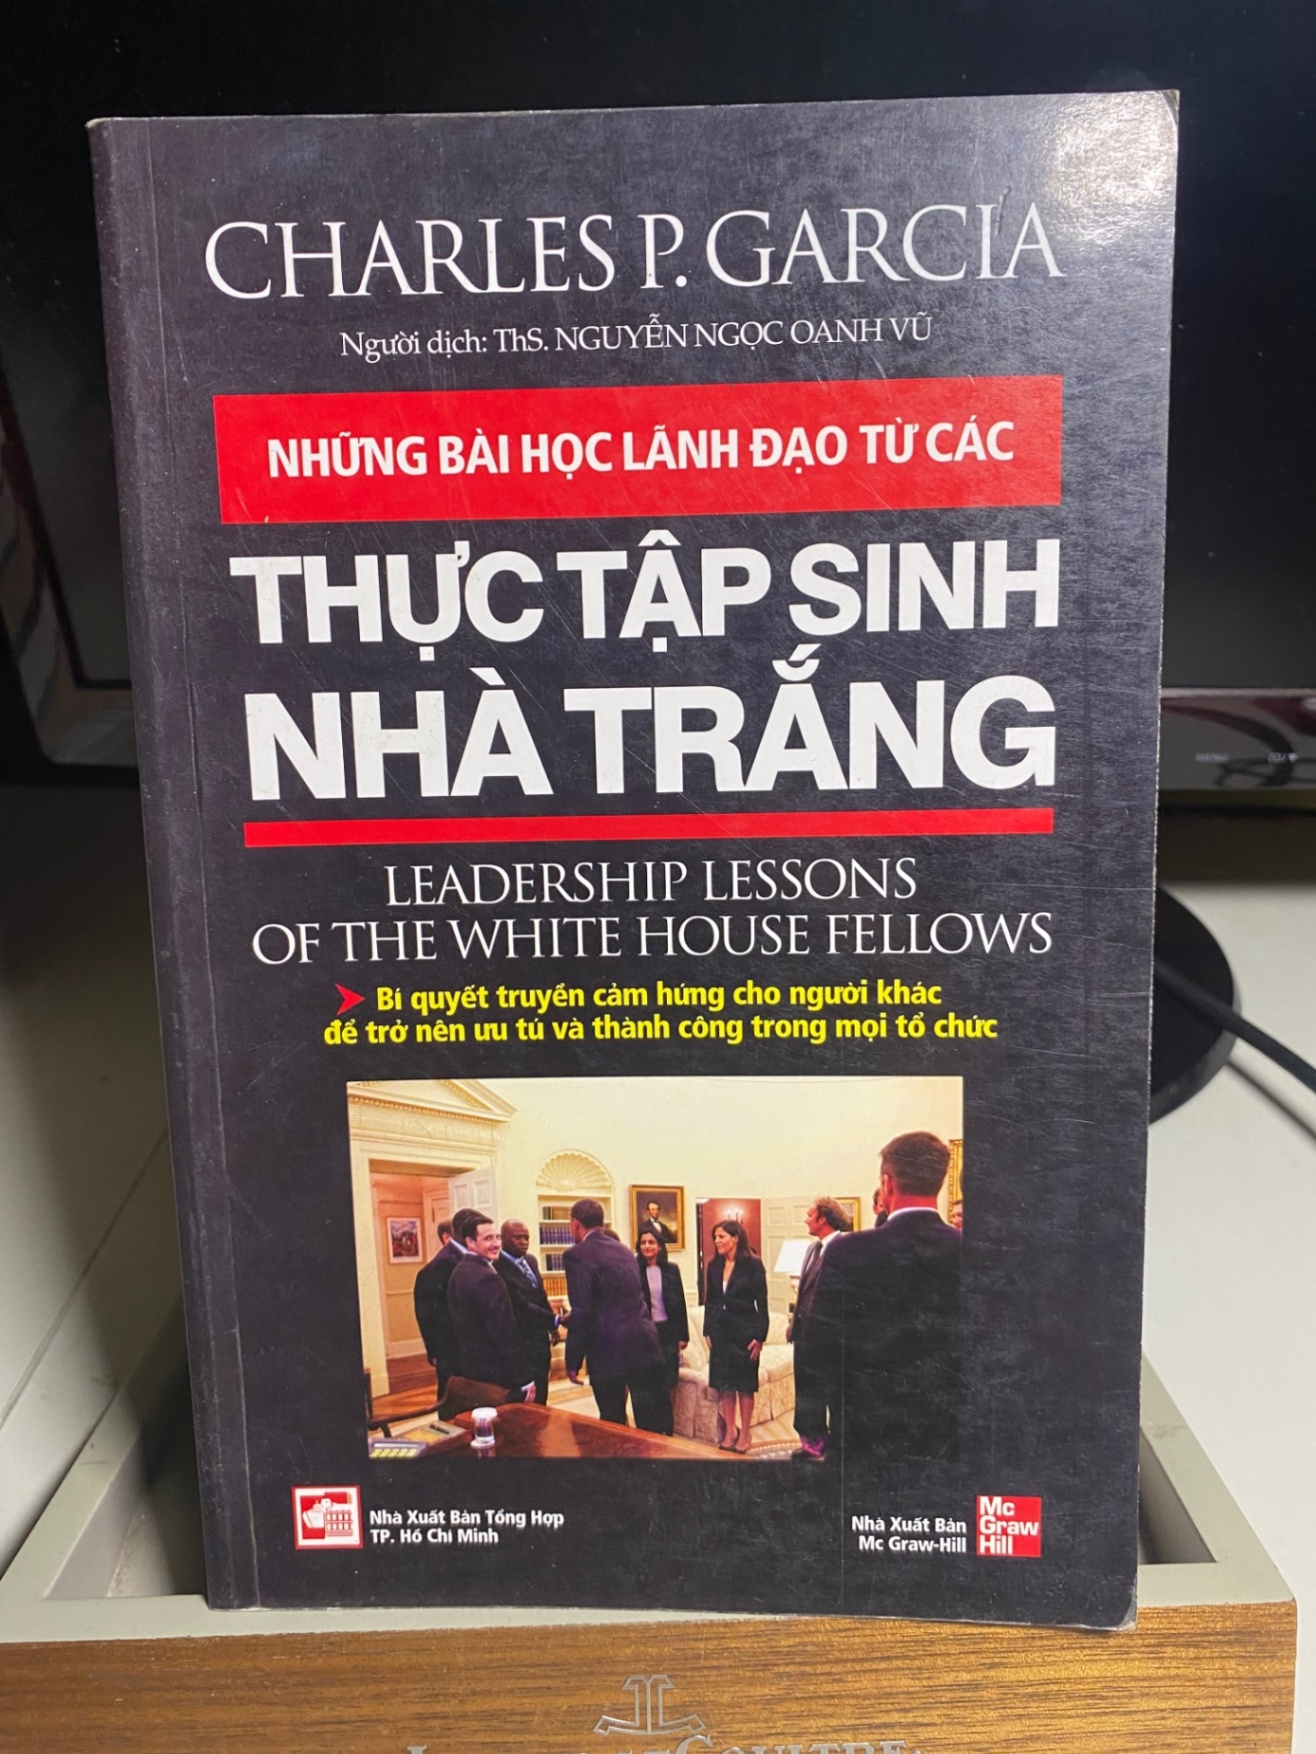 CHARLES P. GARCIA
Người dịch: ThS. NGUYỄN NGỌC OANH VŨ
NHỮNG BÀI HỌC LÃNH ĐẠO TỪ CÁC
THỰC TẬP SINH
NHÀ TRẮNG
LEADERSHIP LESSONS
OF THE WHITE HOUSE FELLOWS
Bí quyết truyền cảm hứng cho người khác
để trở nên ưu tú và thành công trong mọi tổ chức
Nhà Xuất Bản Tổng Hợp
TP. Hồ Chí Minh
Nhà Xuất Bản
Mc Graw-Hill
Mc
Graw
Hill